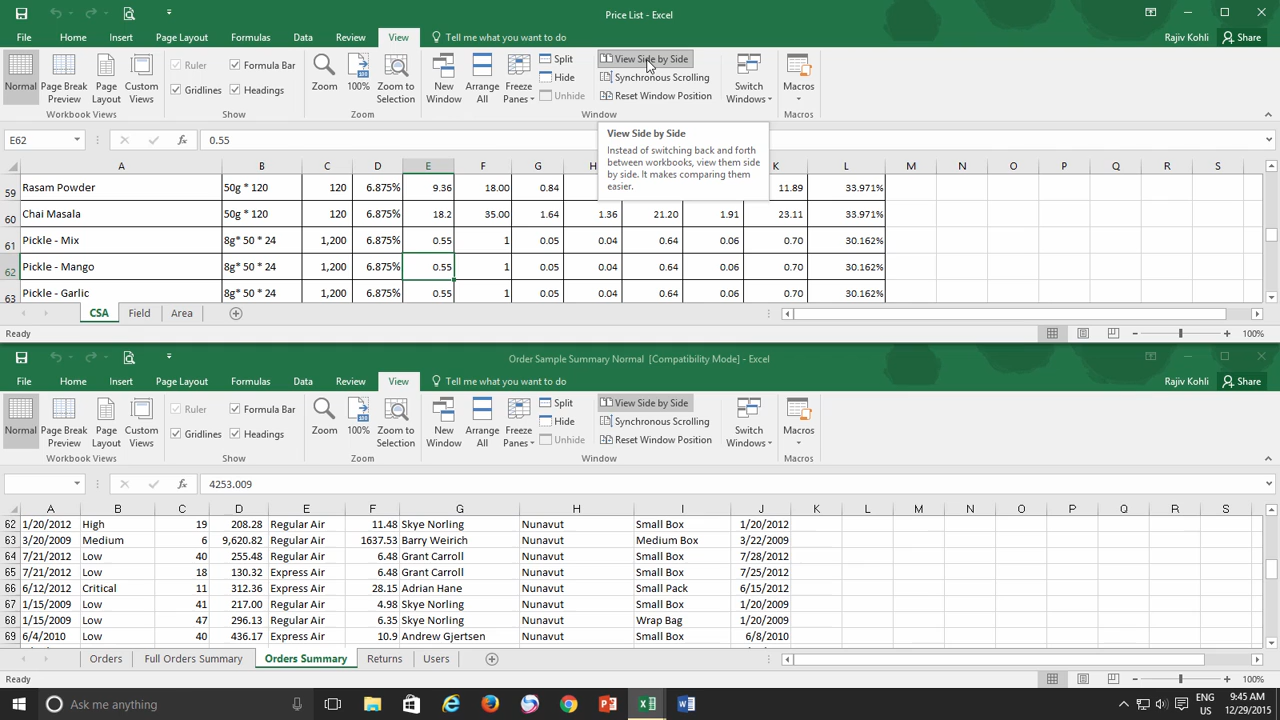 Price List - Excel
File Home Insert Page Layout Formulas Data Review View Tell me what you want to do Rajiv Kohli Share
Normal Page Break Preview Page Layout Custom Views
Workbook Views
Ruler Formula Bar
Gridlines Headings
Show
Zoom 100% Zoom to Selection
Zoom
New Window Arrange All Freeze Panes
Split
Hide
Unhide
View Side by Side
Synchronous Scrolling
Reset Window Position
Window
Switch Windows
Macros
Macros
E62 fx 0.55
View Side by Side
Instead of switching back and forth
between workbooks, view them side
by side. It makes comparing them
easier.
A B C D E F G H K L M N O P Q R S
59 Rasam Powder 50g * 120 120 6.875% 9.36 18.00 0.84 11.89 33.971%
60 Chai Masala 50g * 120 120 6.875% 18.2 35.00 1.64 1.36 21.20 1.91 23.11 33.971%
61 Pickle - Mix 8g* 50 * 24 1,200 6.875% 0.55 1 0.05 0.04 0.64 0.06 0.70 30.162%
62 Pickle - Mango 8g* 50 * 24 1,200 6.875% 0.55 1 0.05 0.04 0.64 0.06 0.70 30.162%
63 Pickle - Garlic 8g* 50 * 24 1,200 6.875% 0.55 1 0.05 0.04 0.64 0.06 0.70 30.162%
CSA Field Area
Ready 100%
Order Sample Summary Normal [Compatibility Mode] - Excel
File Home Insert Page Layout Formulas Data Review View Tell me what you want to do Rajiv Kohli Share
Normal Page Break Preview Page Layout Custom Views
Workbook Views
Ruler Formula Bar
Gridlines Headings
Show
Zoom 100% Zoom to Selection
Zoom
New Window Arrange All Freeze Panes
Split
Hide
Unhide
View Side by Side
Synchronous Scrolling
Reset Window Position
Window
Switch Windows
Macros
Macros
fx 4253.009
A B C D E F G H I J K L M N O P Q R S
62 1/20/2012 High 19 208.28 Regular Air 11.48 Skye Norling Nunavut Small Box 1/20/2012
63 3/20/2009 Medium 6 9,620.82 Regular Air 1637.53 Barry Weirich Nunavut Medium Box 3/22/2009
64 7/21/2012 Low 40 255.48 Regular Air 6.48 Grant Carroll Nunavut Small Box 7/28/2012
65 7/21/2012 Low 18 130.32 Express Air 6.48 Grant Carroll Nunavut Small Box 7/25/2012
66 6/12/2012 Critical 11 312.36 Express Air 28.15 Adrian Hane Nunavut Small Pack 6/15/2012
67 1/15/2009 Low 41 217.00 Regular Air 4.98 Skye Norling Nunavut Small Box 1/20/2009
68 1/15/2009 Low 47 296.13 Regular Air 6.35 Skye Norling Nunavut Wrap Bag 1/20/2009
69 6/4/2010 Low 40 436.17 Express Air 10.9 Andrew Gjertsen Nunavut Small Box 6/8/2010
Orders Full Orders Summary Orders Summary Returns Users
Ready 100%
Ask me anything ENG US 9:45 AM 12/29/2015